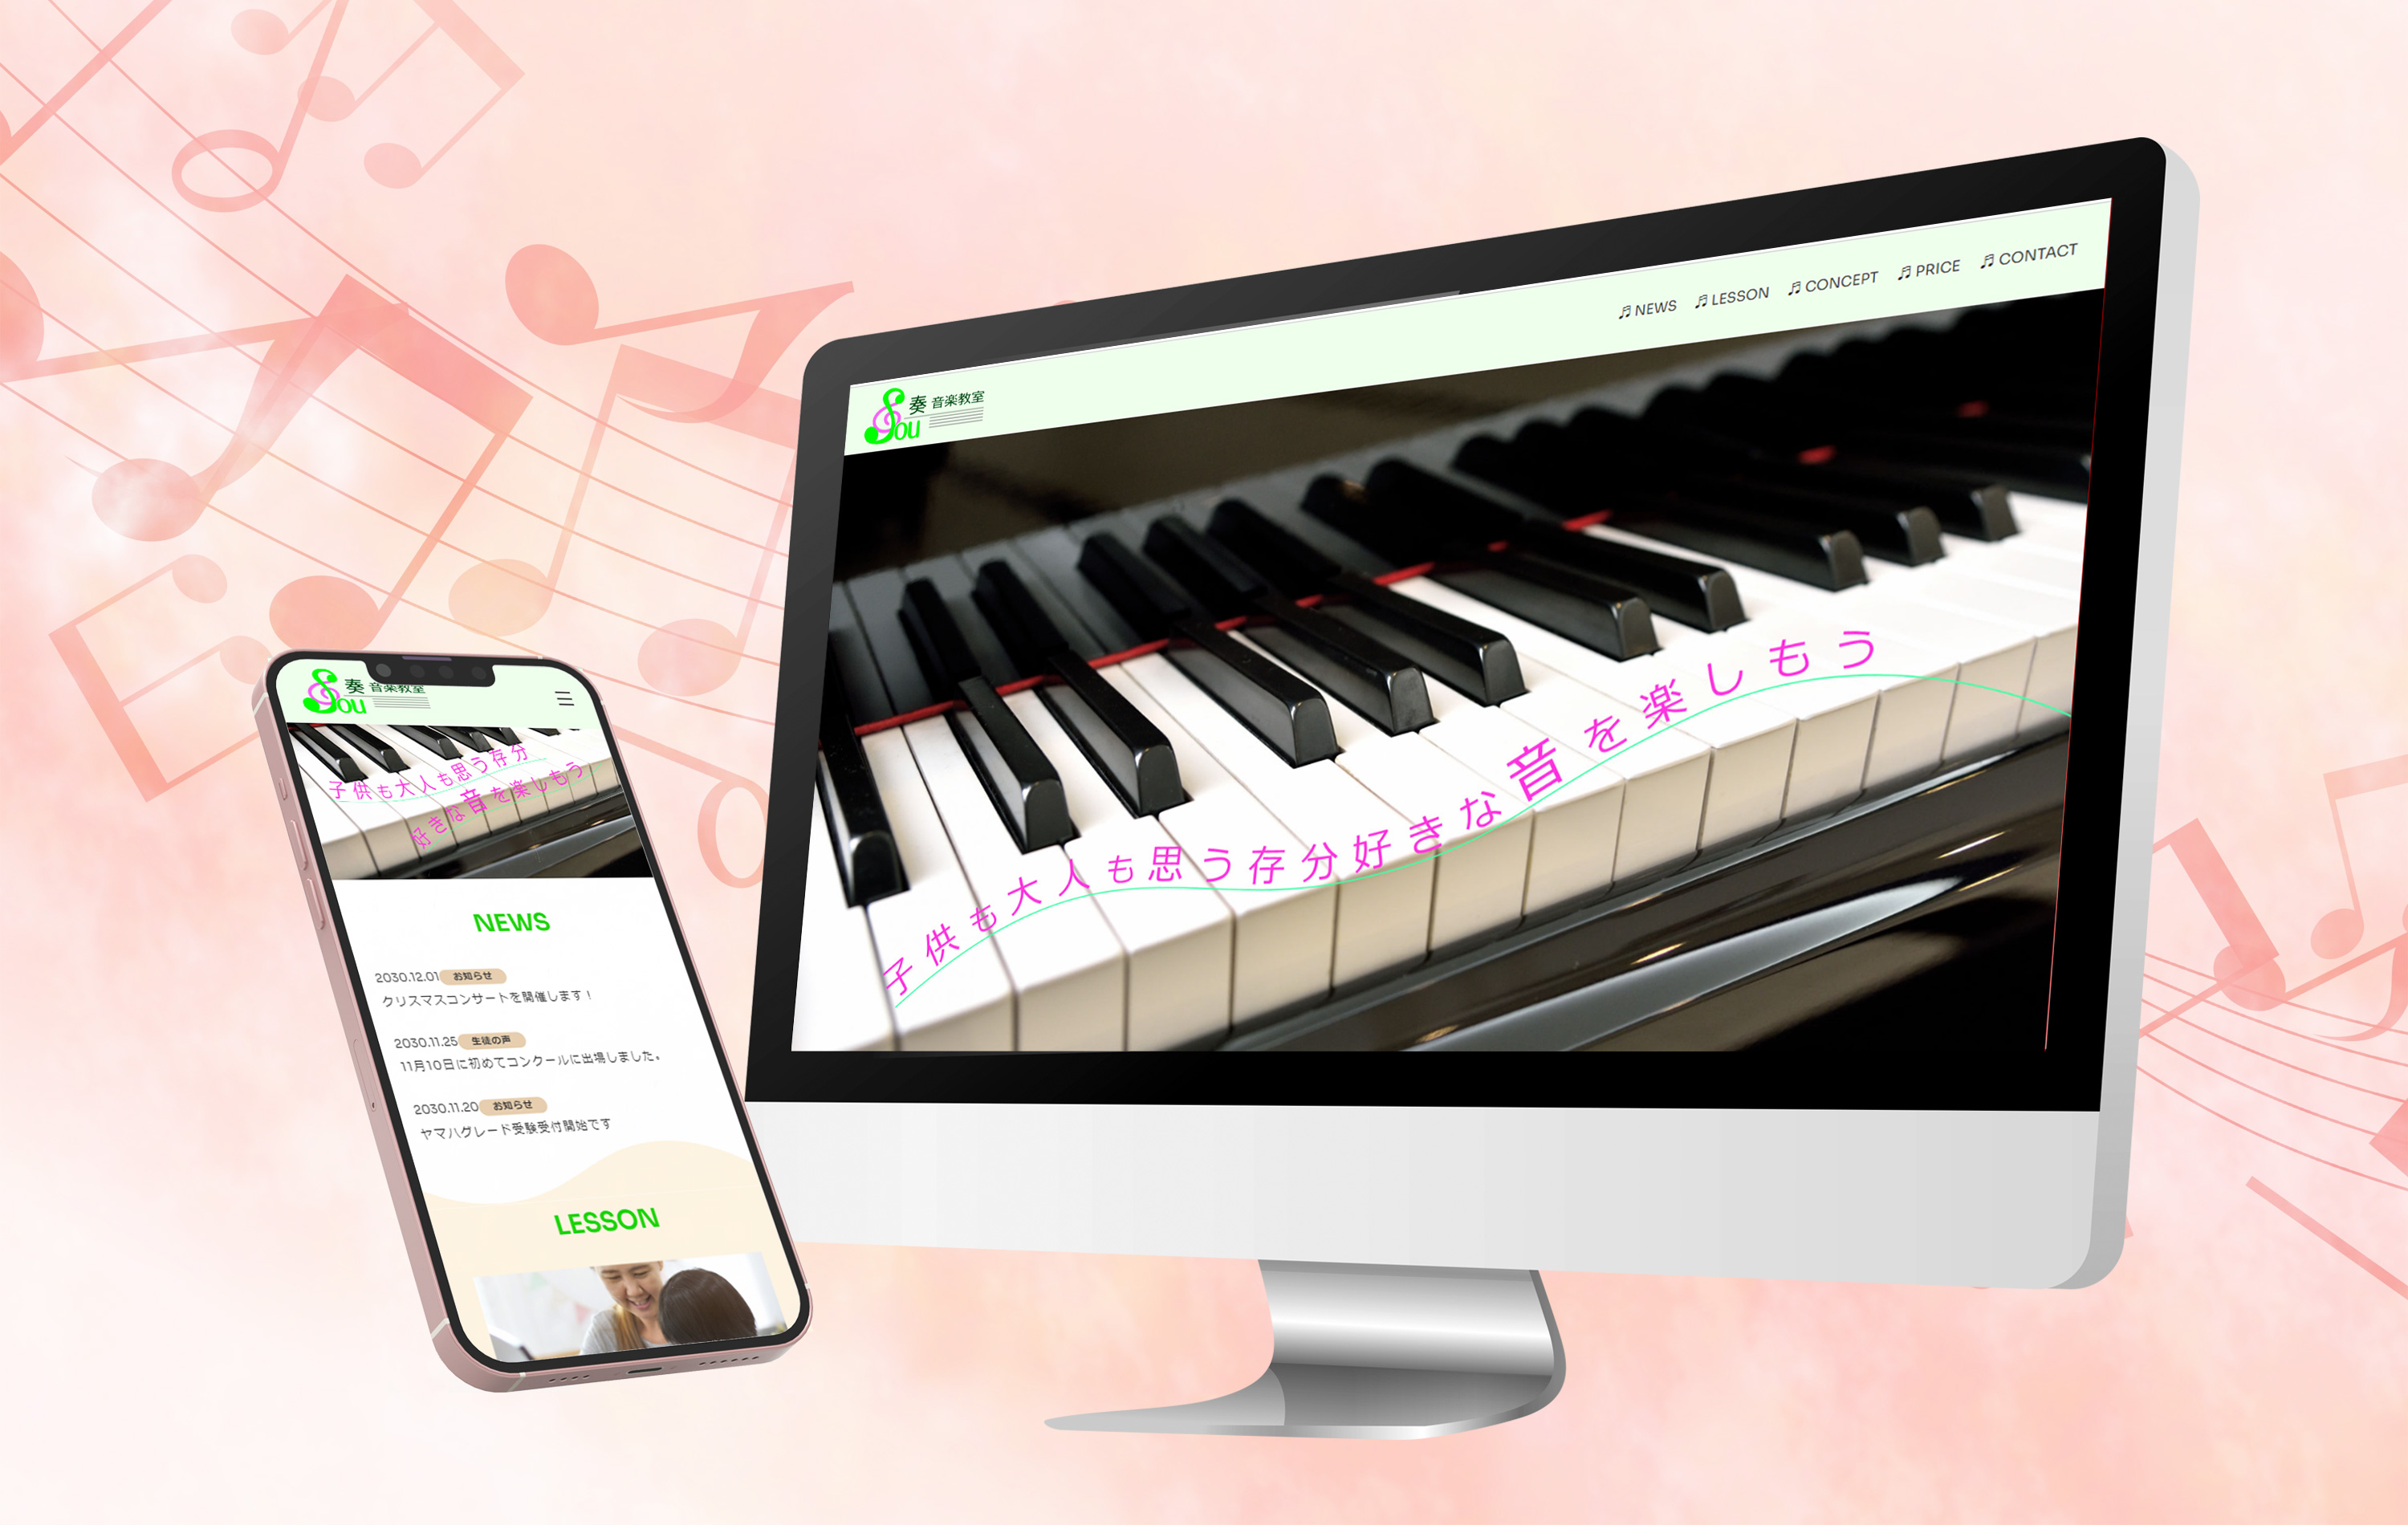 奏 音楽教室
Sou
♬ NEWS ♬ LESSON ♬ CONCEPT ♬ PRICE ♬ CONTACT
子供も大人も思う存分好きな音を楽しもう
奏 音楽教室
Sou
子供も大人も思う存分
好きな音を楽しもう
NEWS
2030.12.01 お知らせ
クリスマスコンサートを開催します！
2030.11.25 生徒の声
11月10日に初めてコンクールに出場しました。
2030.11.20 お知らせ
ヤマハグレード受験受付開始です
LESSON